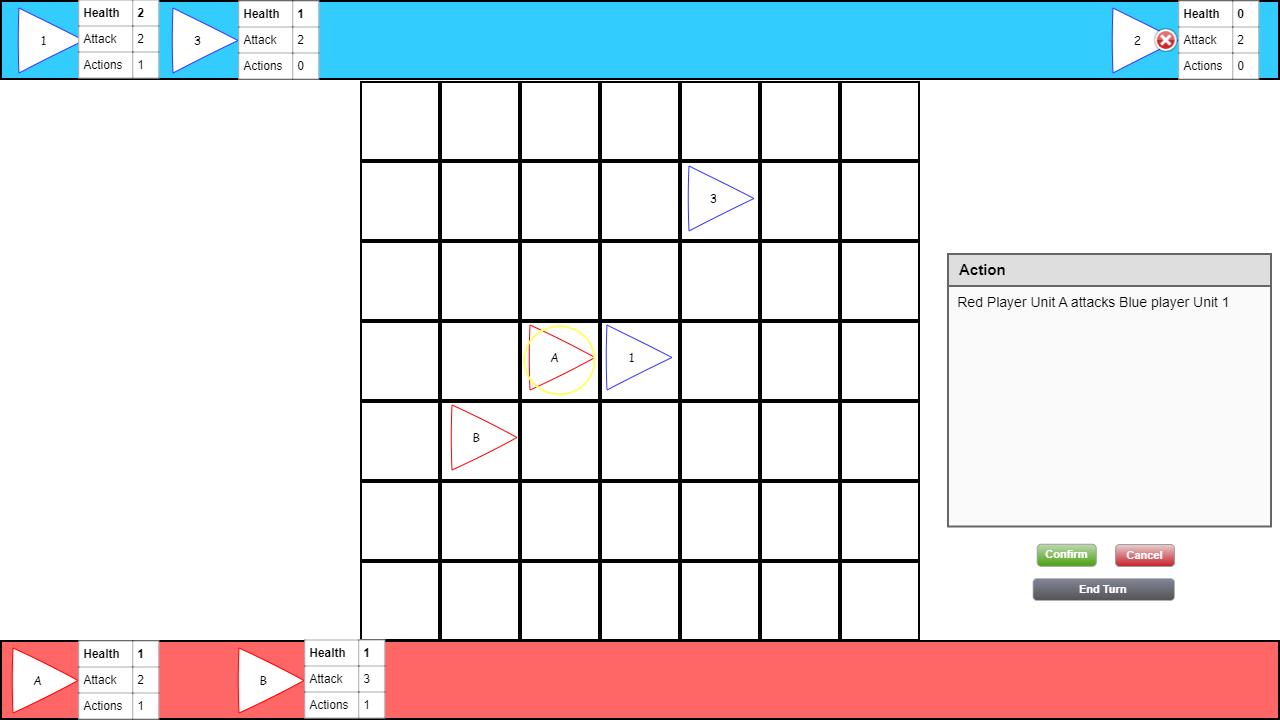 1
Health 2
Attack 2
Actions 1
3
Health 1
Attack 2
Actions 0
2
Health 0
Attack 2
Actions 0
3
A
1
B
Action
Red Player Unit A attacks Blue player Unit 1
Confirm Cancel
End Turn
A
Health 1
Attack 2
Actions 1
B
Health 1
Attack 3
Actions 1